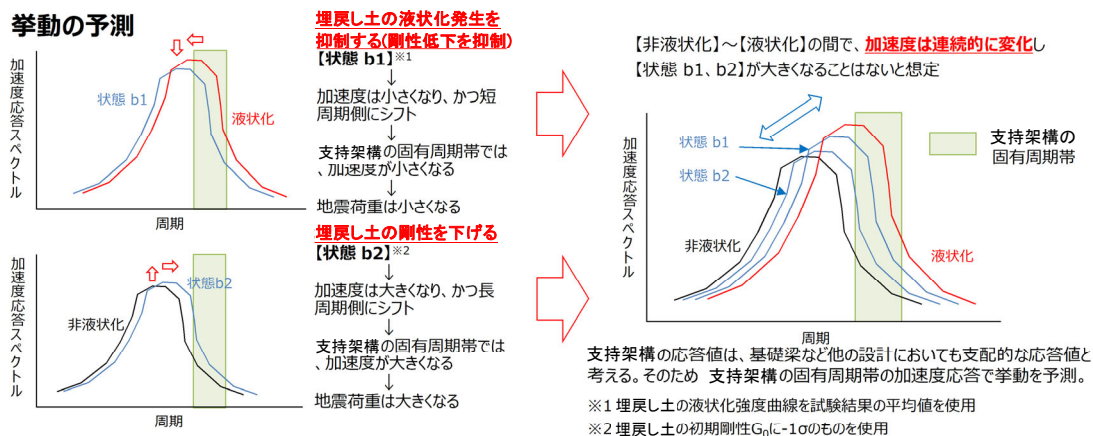 挙動の予測
加速度応答スペクトル
状態 b1
液状化
周期
埋戻し土の液状化発生を
抑制する(剛性低下を抑制)
【状態 b1】※1
↓
加速度は小さくなり、かつ短
周期側にシフト
↓
支持架構の固有周期帯では
、加速度が小さくなる
↓
地震荷重は小さくなる
加速度応答スペクトル
状態b2
非液状化
周期
埋戻し土の剛性を下げる
【状態 b2】※2
↓
加速度は大きくなり、かつ長
周期側にシフト
↓
支持架構の固有周期帯では
、加速度が大きくなる
↓
地震荷重は大きくなる
【非液状化】～【液状化】の間で、加速度は連続的に変化し
【状態 b1、b2】が大きくなることはないと想定
加速度応答スペクトル
状態 b1
状態 b2
非液状化
液状化
周期
支持架構の
固有周期帯
支持架構の応答値は、基礎梁など他の設計においても支配的な応答値と
考える。そのため 支持架構の固有周期帯の加速度応答で挙動を予測。
※1 埋戻し土の液状化強度曲線を試験結果の平均値を使用
※2 埋戻し土の初期剛性G₀に-1σのものを使用